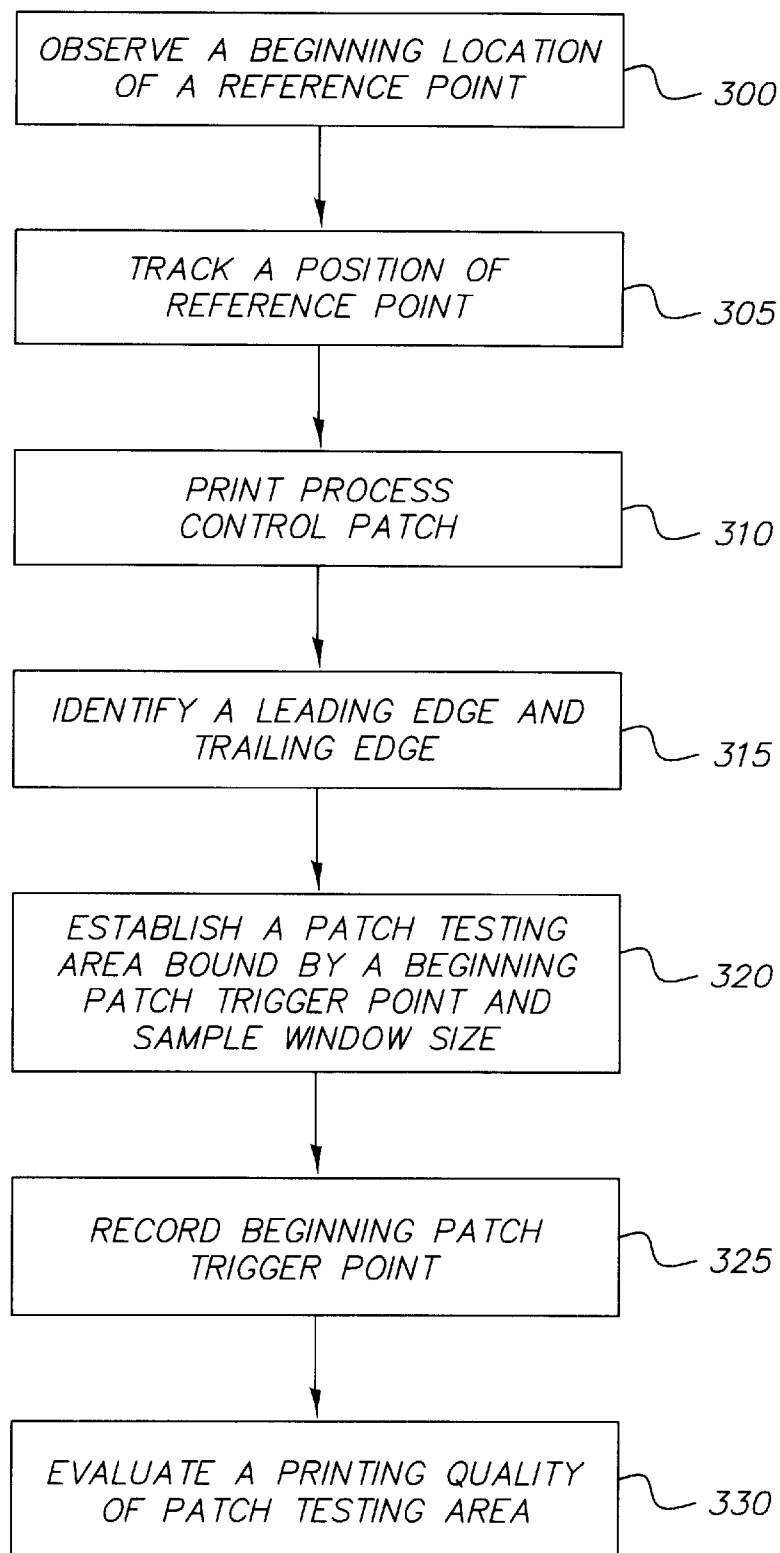 OBSERVE A BEGINNING LOCATION
OF A REFERENCE POINT
300
TRACK A POSITION OF
REFERENCE POINT
305
PRINT PROCESS
CONTROL PATCH
310
IDENTIFY A LEADING EDGE AND
TRAILING EDGE
315
ESTABLISH A PATCH TESTING
AREA BOUND BY A BEGINNING
PATCH TRIGGER POINT AND
SAMPLE WINDOW SIZE
320
RECORD BEGINNING PATCH
TRIGGER POINT
325
EVALUATE A PRINTING QUALITY
OF PATCH TESTING AREA
330